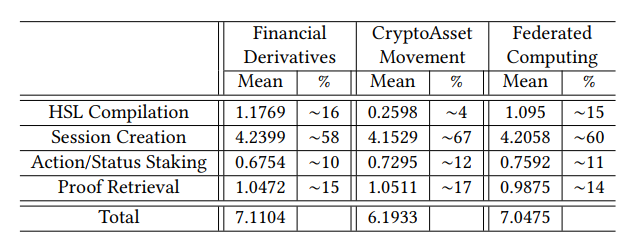 Financial Derivatives CryptoAsset Movement Federated Computing
Mean % Mean % Mean %
HSL Compilation 1.1769 ~16 0.2598 ~4 1.095 ~15
Session Creation 4.2399 ~58 4.1529 ~67 4.2058 ~60
Action/Status Staking 0.6754 ~10 0.7295 ~12 0.7592 ~11
Proof Retrieval 1.0472 ~15 1.0511 ~17 0.9875 ~14
Total 7.1104 6.1933 7.0475